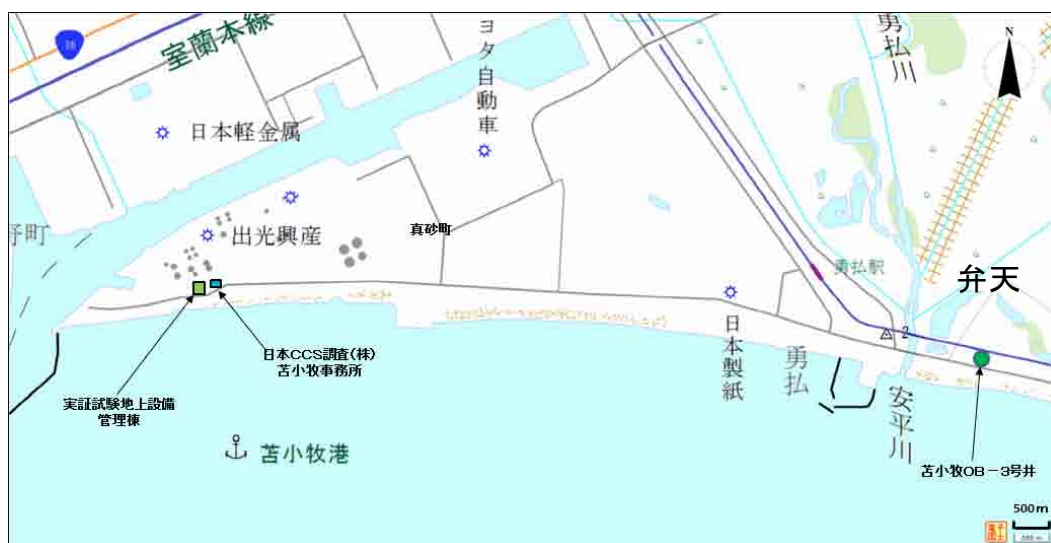 36
室蘭本線
ヨタ自動車
勇払川
N
日本軽金属
野町
出光興産
真砂町
勇払駅
弁天
2
日本CCS調査(株)
苫小牧事務所
日本製紙
勇払
安平川
実証試験地上設備
管理棟
苫小牧港
苫小牧OB-3号井
500m